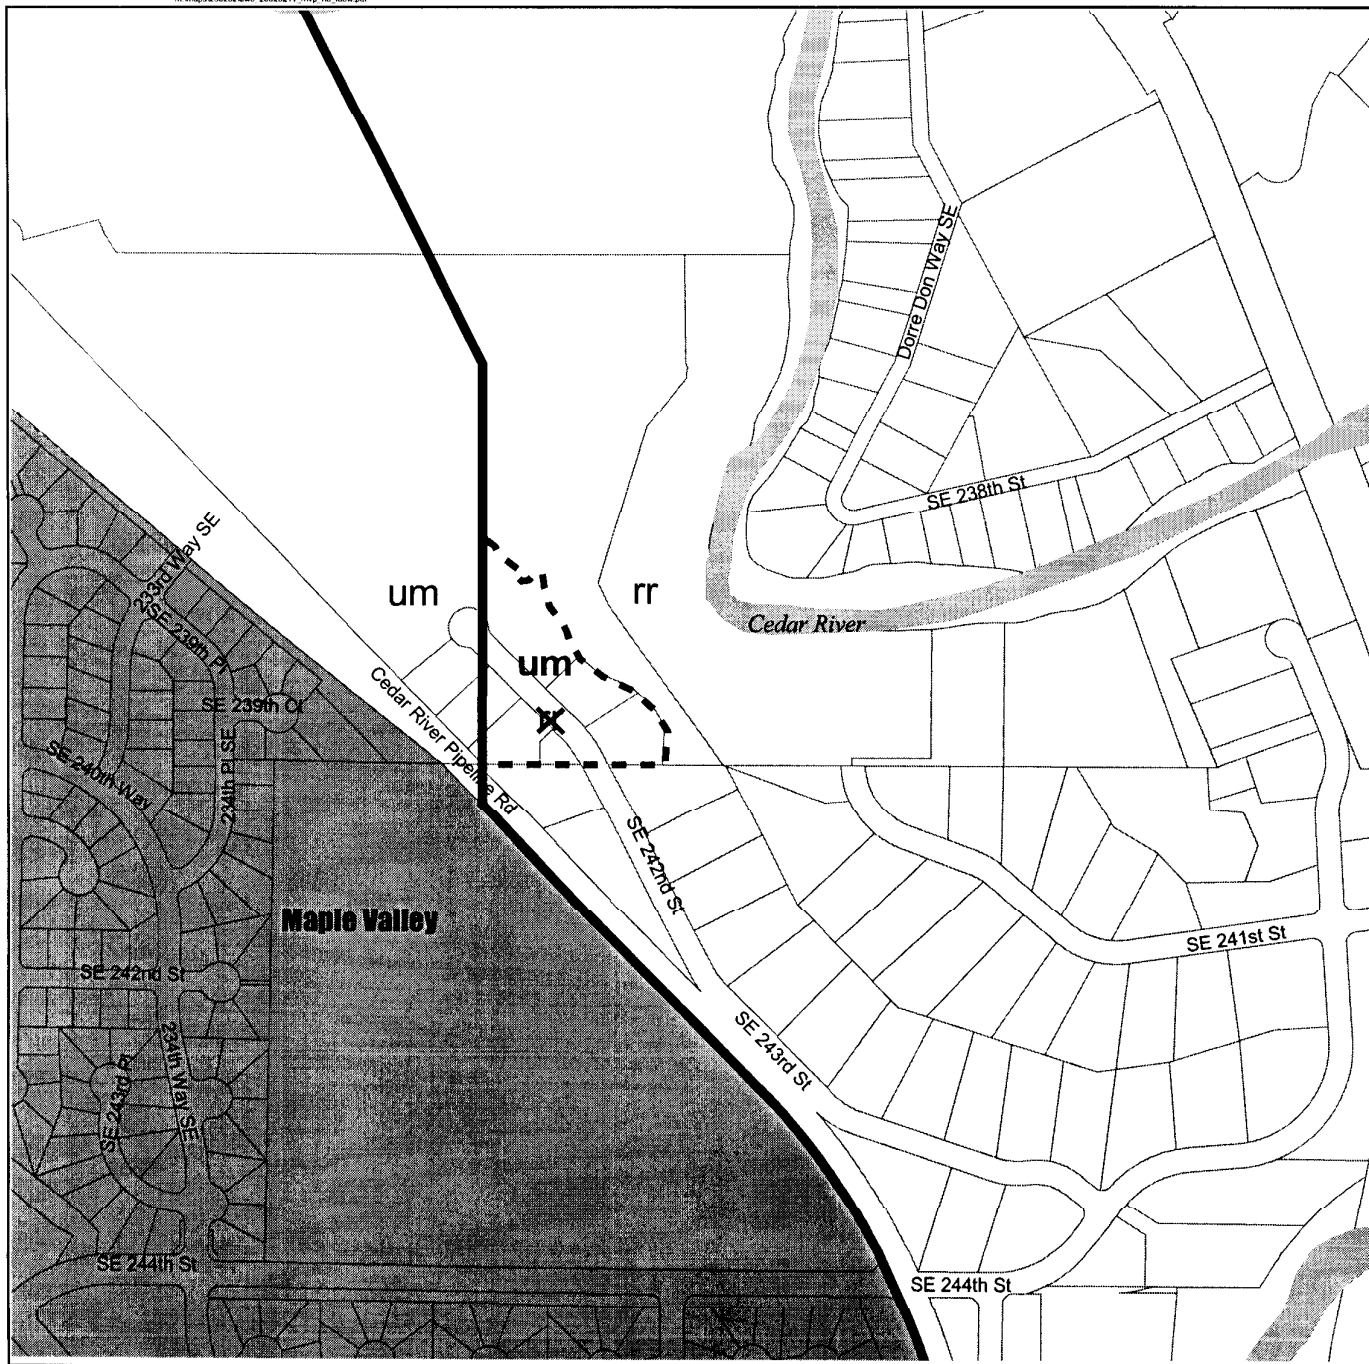 Dorre Don Way SE
SE 238th St
233rd Way SE
um
rr
Cedar River
SE 239th Pl
um
SE 239th Ct
Cedar River Pipeline Rd
SE 240th Way
234th Pl SE
SE 242nd St
Maple Valley
SE 241st St
SE 242nd St
SE 243rd St
234th Way SE
SE 243rd Pl
SE 244th St
SE 244th St